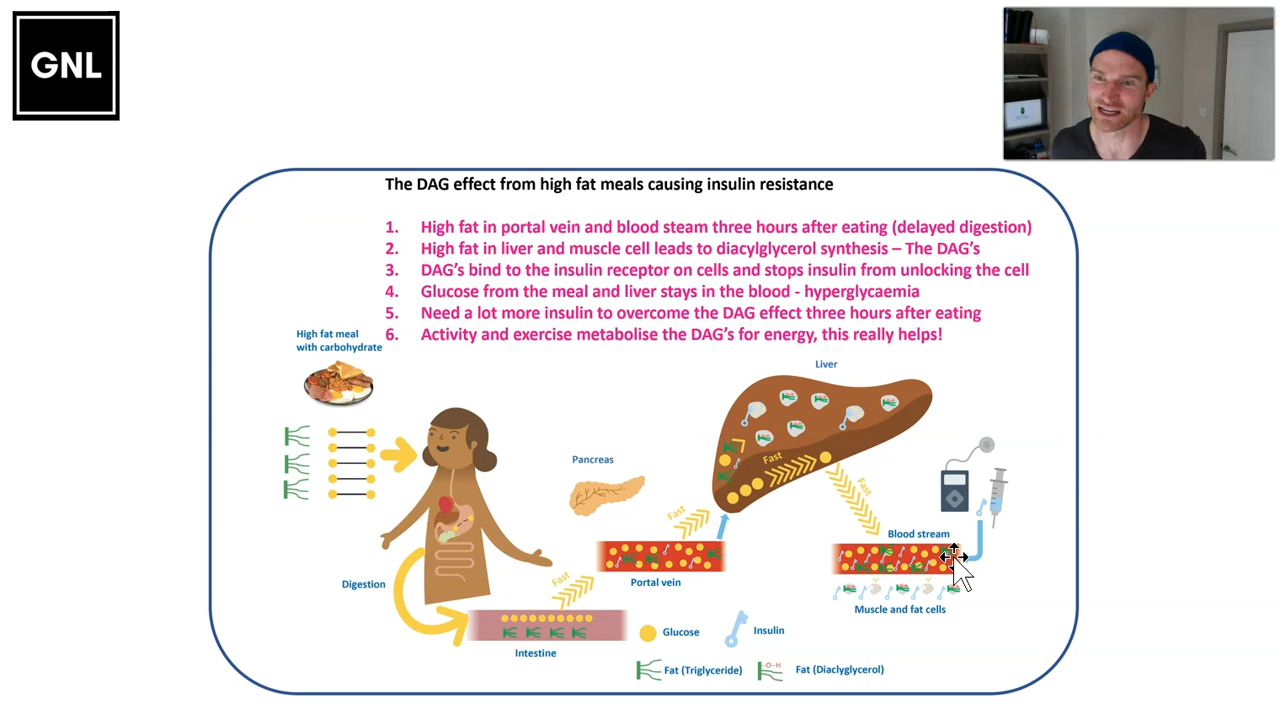 GNL
The DAG effect from high fat meals causing insulin resistance
1. High fat in portal vein and blood steam three hours after eating (delayed digestion)
2. High fat in liver and muscle cell leads to diacylglycerol synthesis – The DAG's
3. DAG's bind to the insulin receptor on cells and stops insulin from unlocking the cell
4. Glucose from the meal and liver stays in the blood - hyperglycaemia
5. Need a lot more insulin to overcome the DAG effect three hours after eating
6. Activity and exercise metabolise the DAG's for energy, this really helps!
High fat meal
with carbohydrate
Liver
Pancreas
Fast
Fast
Fast
Blood stream
Fast
Portal vein
Digestion
Muscle and fat cells
Glucose
Insulin
Intestine
Fat (Triglyceride)
-O-H
Fat (Diaclyglycerol)